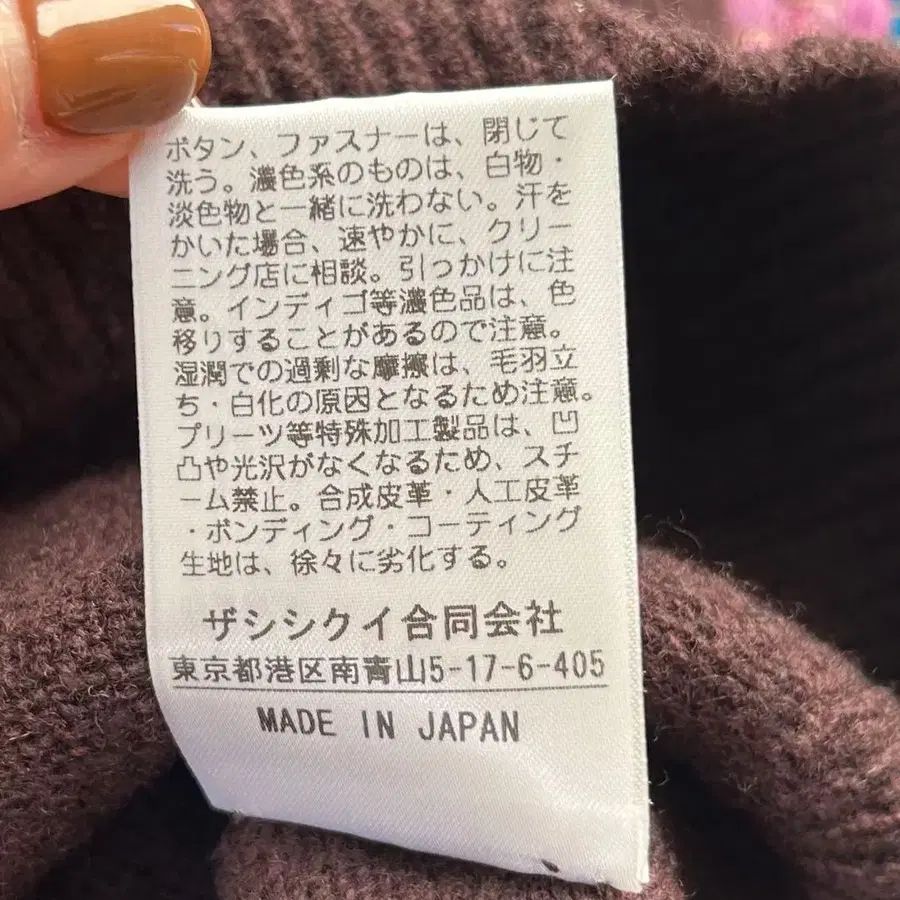 ボタン、ファスナーは、閉じて
洗う。濃色系のものは、白物・
淡色物と一緒に洗わない。汗を
かいた場合、速やかに、クリー
ニング店に相談。引っかけに注
意。インディゴ等濃色品は、色
移りすることがあるので注意。
湿潤での過剰な摩擦は、毛羽立
ち・白化の原因となるため注意。
プリーツ等特殊加工製品は、凹
凸や光沢がなくなるため、スチ
ーム禁止。合成皮革・人工皮革
・ボンディング・コーティング
生地は、徐々に劣化する。
ザシシクイ合同会社
東京都港区南青山5-17-6-405
MADE IN JAPAN